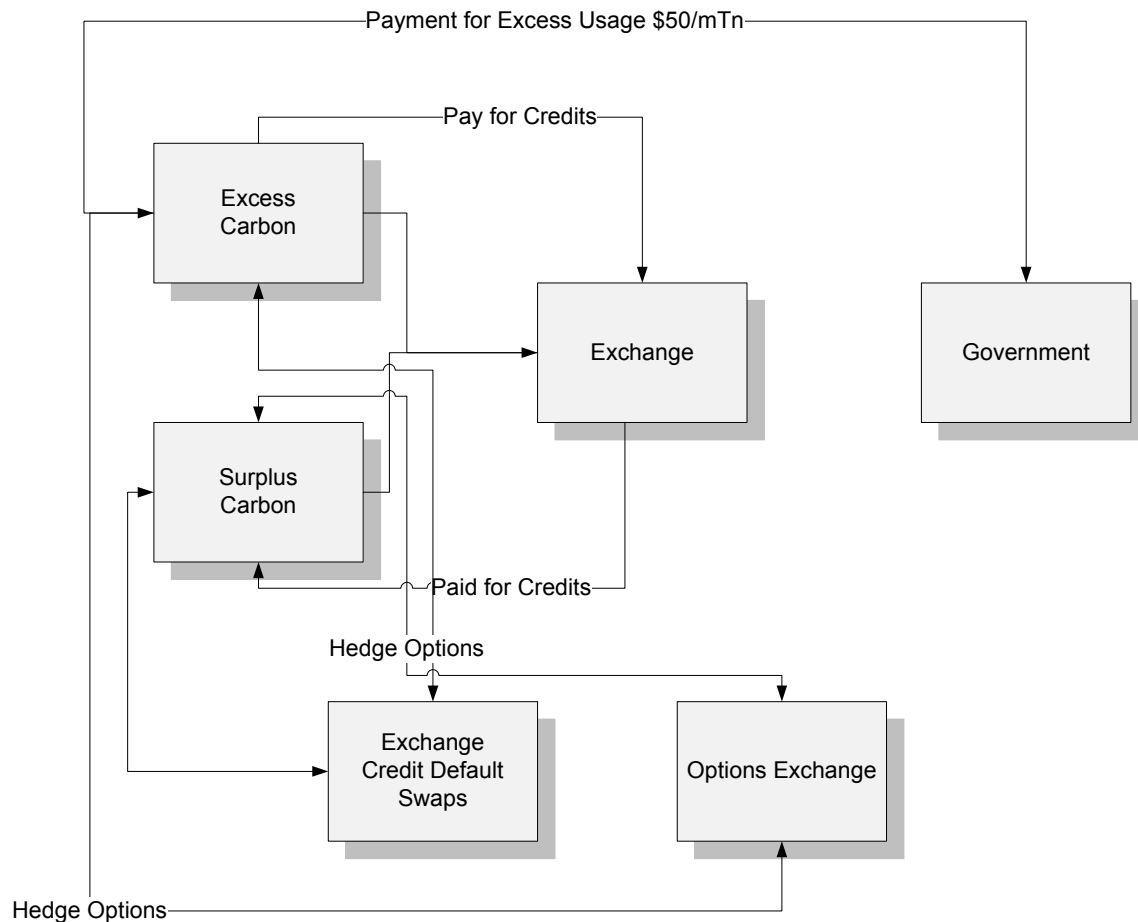 Payment for Excess Usage $50/mTn
Pay for Credits
Excess
Carbon
Exchange
Government
Surplus
Carbon
Paid for Credits
Hedge Options
Exchange
Credit Default
Swaps
Options Exchange
Hedge Options